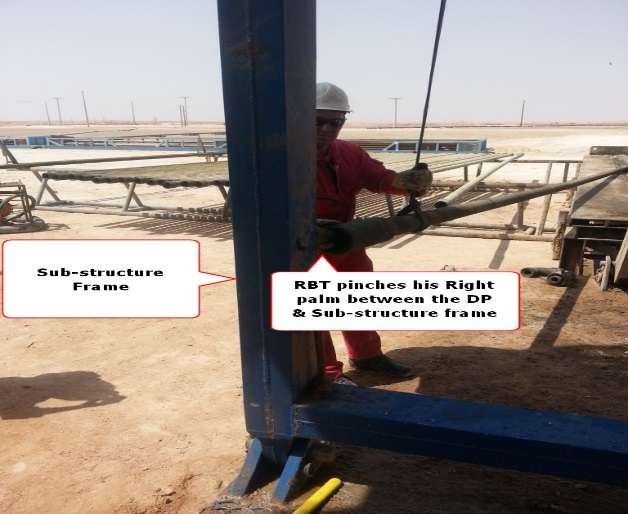 Sub-structure
Frame
RBT pinches his Right
palm between the DP
& Sub-structure frame